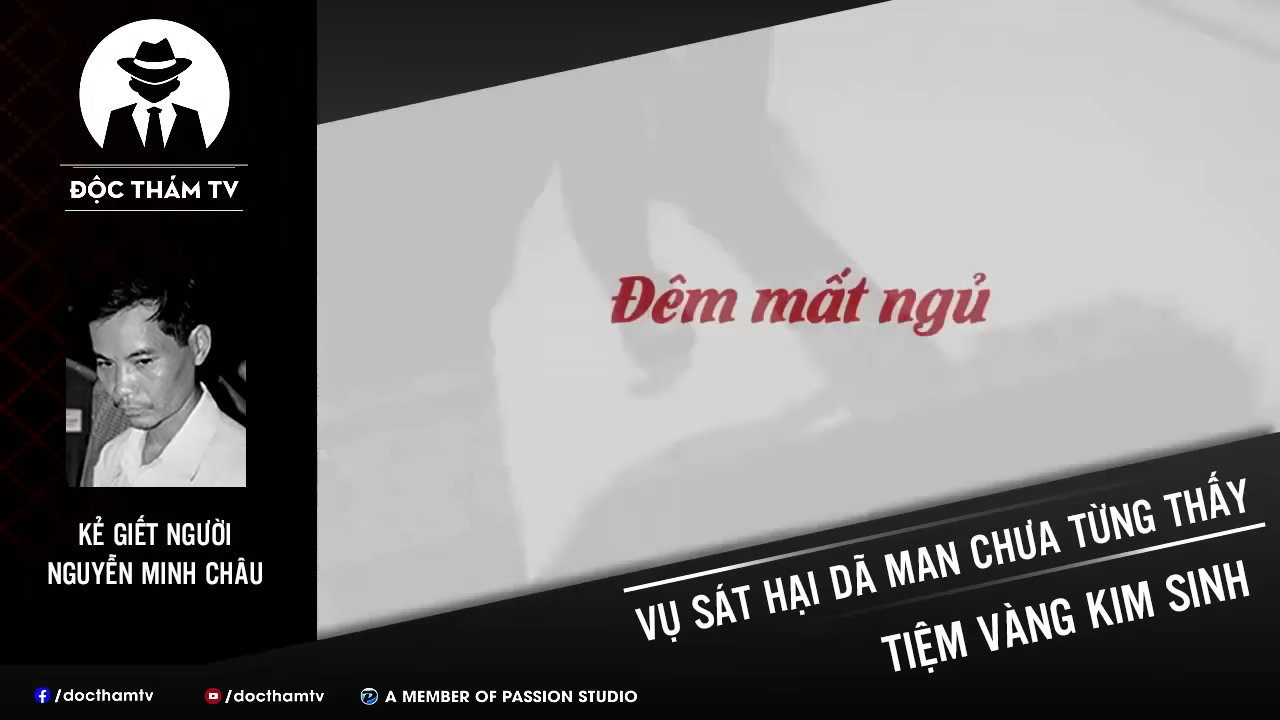 ĐỘC THÁM TV
KẺ GIẾT NGƯỜI
NGUYỄN MINH CHÂU
Đêm mất ngủ
VỤ SÁT HẠI DÃ MAN CHƯA TỪNG THẤY
TIỆM VÀNG KIM SINH
/docthamtv
/docthamtv
A MEMBER OF PASSION STUDIO